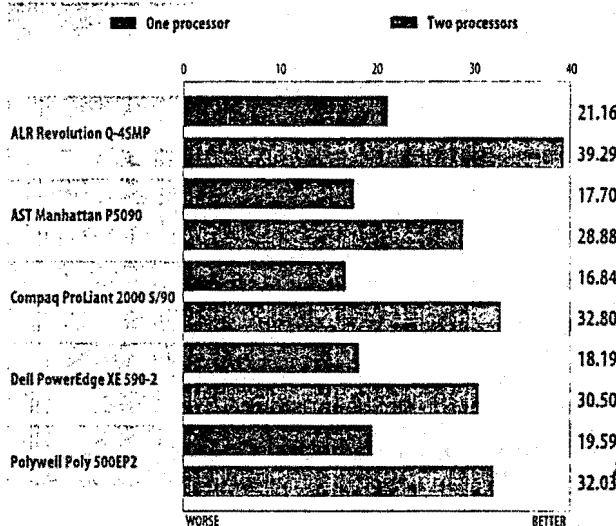 One processor Two processors
0 10 20 30 40
ALR Revolution Q-45MP
21.16
39.29
AST Manhattan P5090
17.70
28.88
Compaq ProLiant 2000 5/90
16.84
32.80
Dell PowerEdge XE 590-2
18.19
30.50
Polywell Poly 500EP2
19.59
32.03
WORSE BETTER